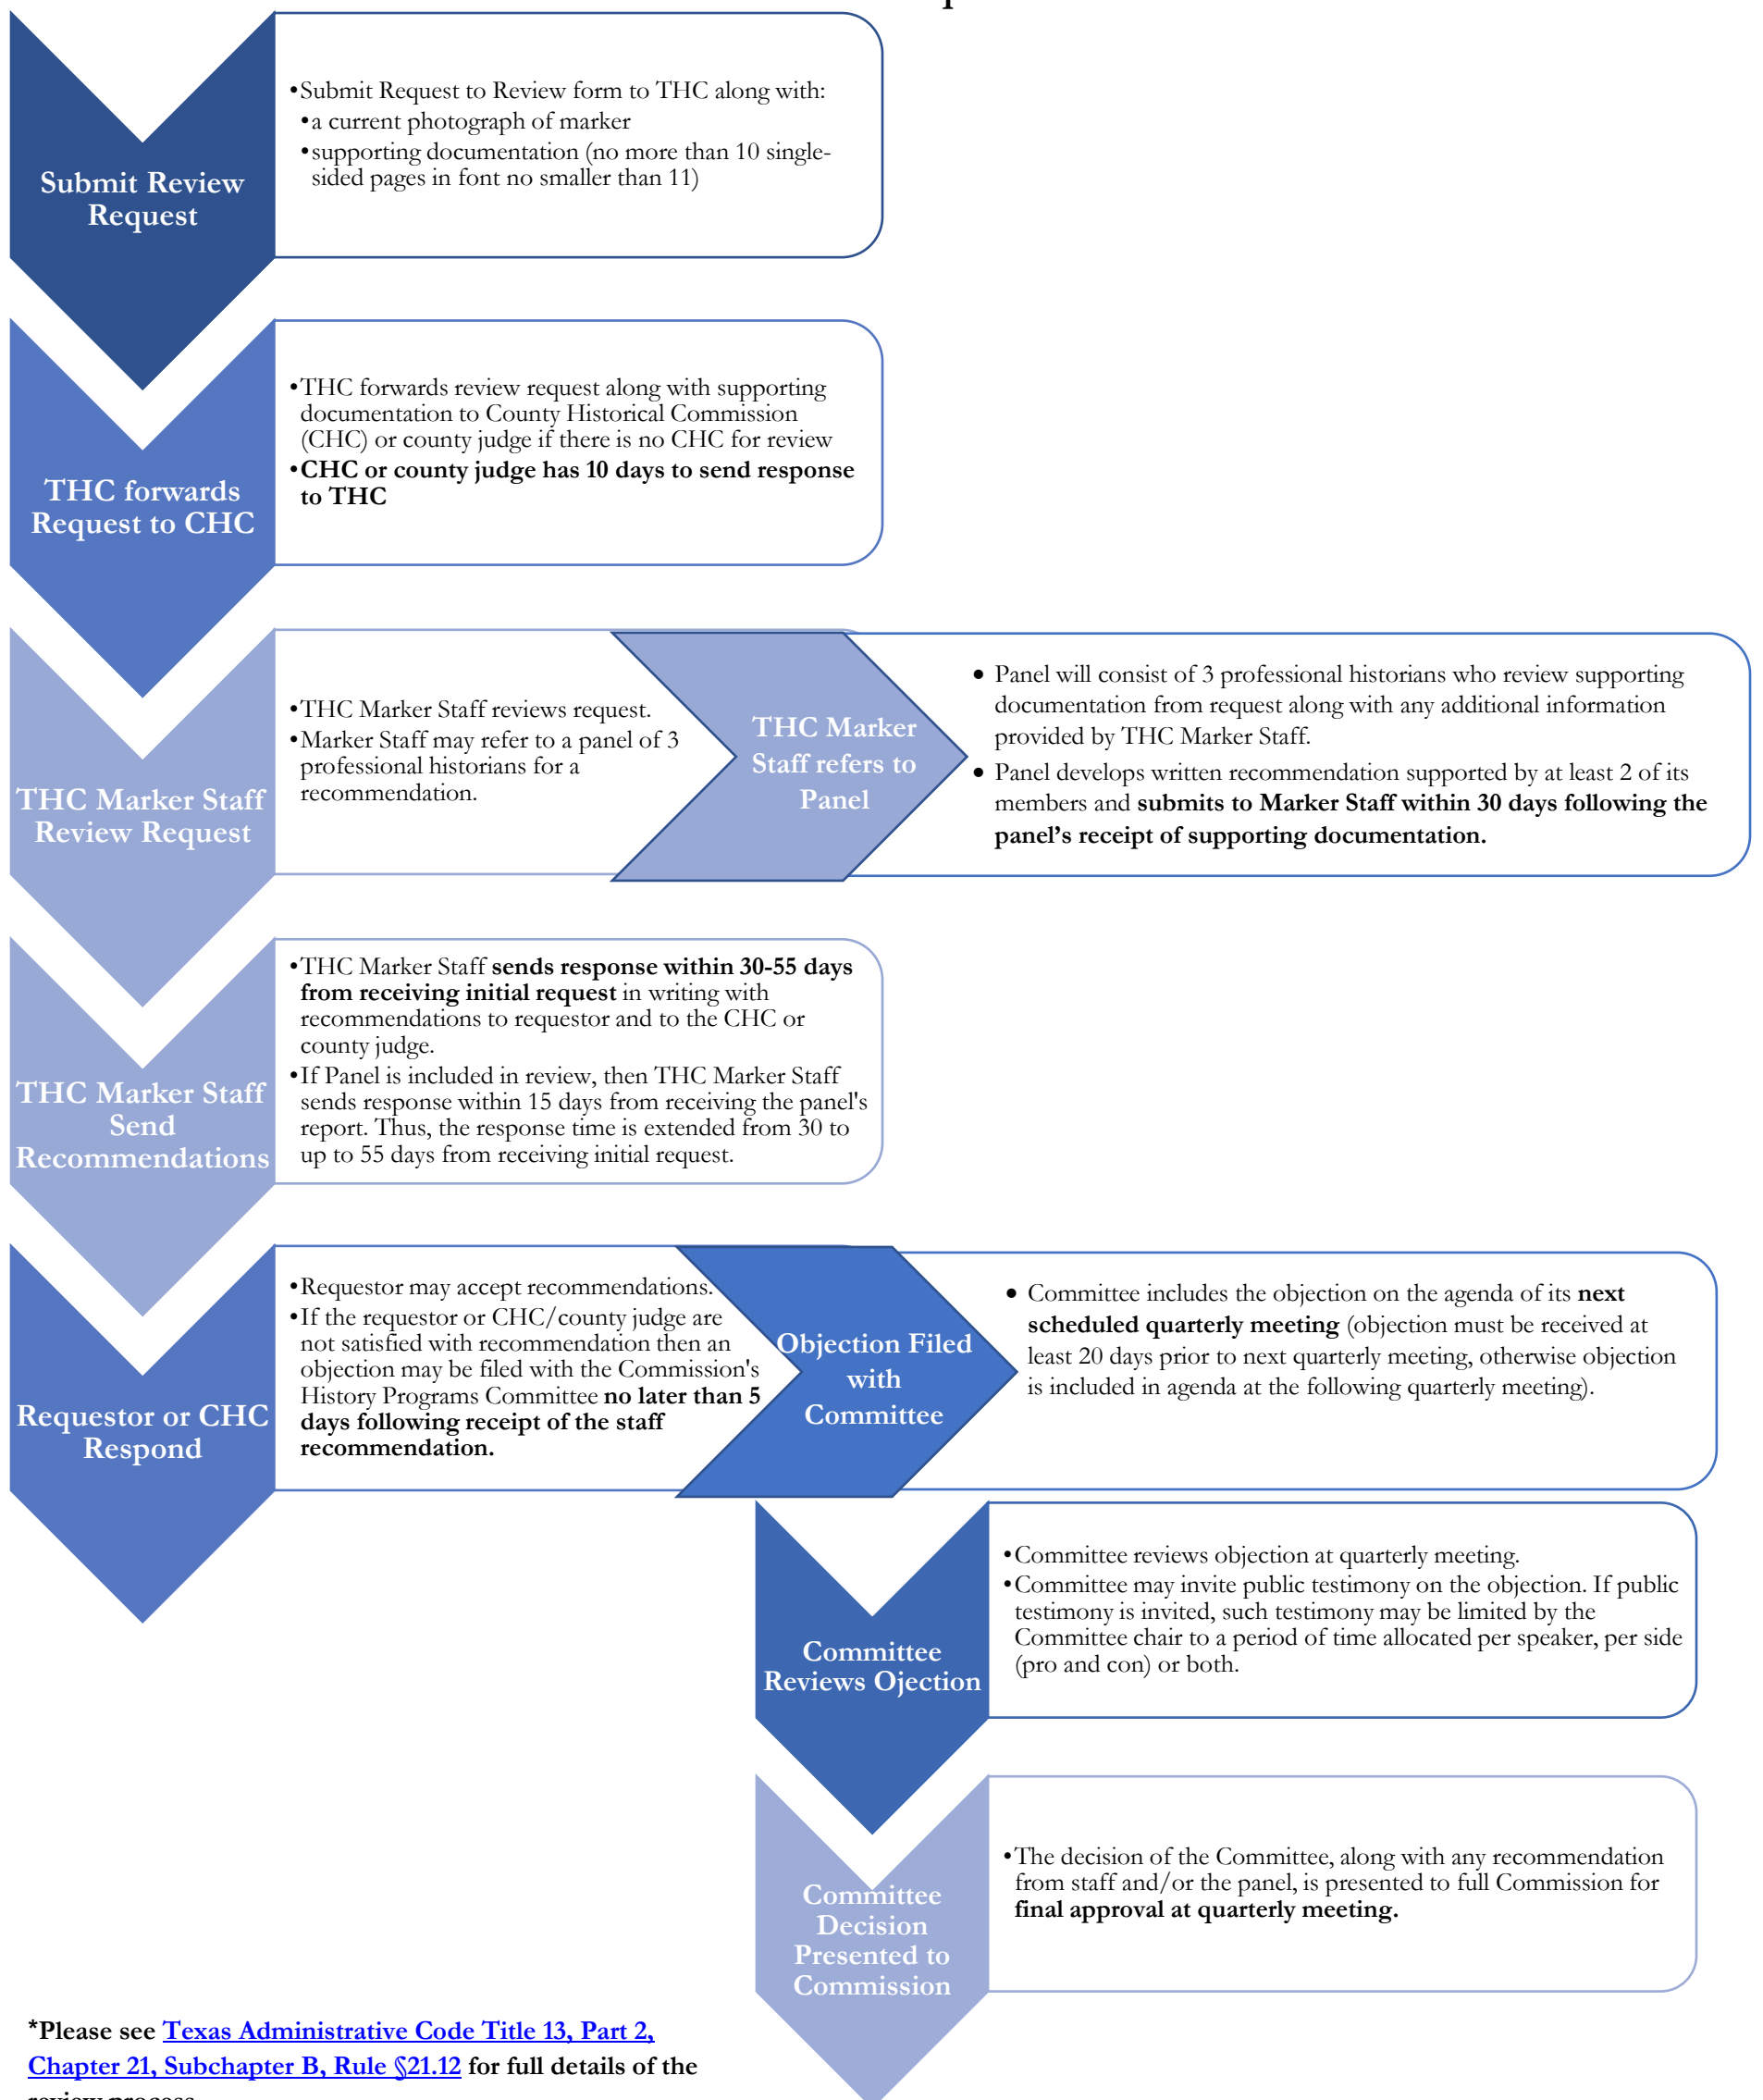 Submit Review
Request
•Submit Request to Review form to THC along with:
•a current photograph of marker
•supporting documentation (no more than 10 single-
sided pages in font no smaller than 11)
THC forwards
Request to CHC
•THC forwards review request along with supporting
documentation to County Historical Commission
(CHC) or county judge if there is no CHC for review
•CHC or county judge has 10 days to send response
to THC
THC Marker Staff
Review Request
•THC Marker Staff reviews request.
•Marker Staff may refer to a panel of 3
professional historians for a
recommendation.
THC Marker
Staff refers to
Panel
• Panel will consist of 3 professional historians who review supporting
documentation from request along with any additional information
provided by THC Marker Staff.
• Panel develops written recommendation supported by at least 2 of its
members and submits to Marker Staff within 30 days following the
panel’s receipt of supporting documentation.
THC Marker Staff
Send
Recommendations
•THC Marker Staff sends response within 30-55 days
from receiving initial request in writing with
recommendations to requestor and to the CHC or
county judge.
•If Panel is included in review, then THC Marker Staff
sends response within 15 days from receiving the panel's
report. Thus, the response time is extended from 30 to
up to 55 days from receiving initial request.
Requestor or CHC
Respond
•Requestor may accept recommendations.
•If the requestor or CHC/county judge are
not satisfied with recommendation then an
objection may be filed with the Commission's
History Programs Committee no later than 5
days following receipt of the staff
recommendation.
Objection Filed
with
Committee
• Committee includes the objection on the agenda of its next
scheduled quarterly meeting (objection must be received at
least 20 days prior to next quarterly meeting, otherwise objection
is included in agenda at the following quarterly meeting).
Committee
Reviews Ojection
•Committee reviews objection at quarterly meeting.
•Committee may invite public testimony on the objection. If public
testimony is invited, such testimony may be limited by the
Committee chair to a period of time allocated per speaker, per side
(pro and con) or both.
Committee
Decision
Presented to
Commission
•The decision of the Committee, along with any recommendation
from staff and/or the panel, is presented to full Commission for
final approval at quarterly meeting.
*Please see Texas Administrative Code Title 13, Part 2,
Chapter 21, Subchapter B, Rule §21.12 for full details of the
review process